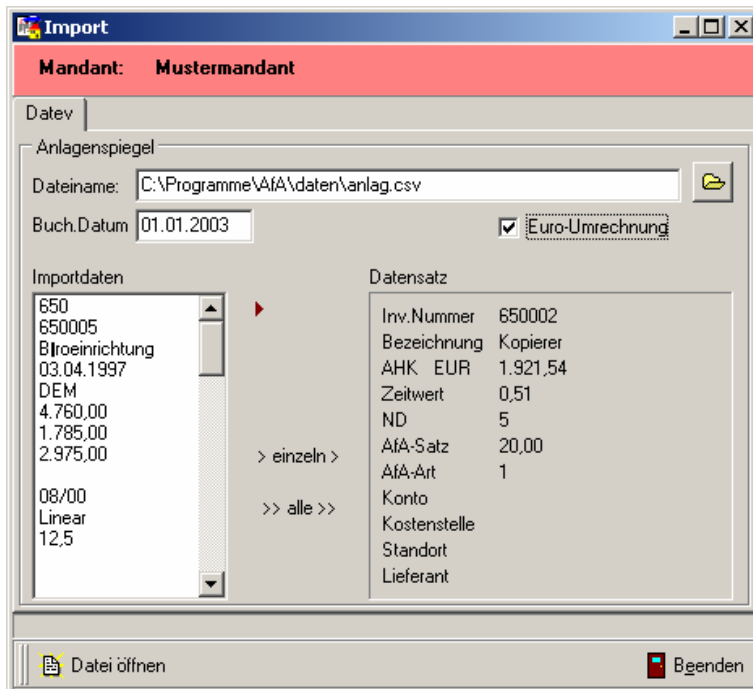 Import
Mandant: Mustermandant
Datev
Anlagenspiegel
Dateiname: C:\Programme\AfA\daten\anlag.csv
Buch.Datum 01.01.2003
Euro-Umrechnung
Importdaten
650
650005
BIroeinrichtung
03.04.1997
DEM
4.760,00
1.785,00
2.975,00
08/00
Linear
12,5
> einzeln >
>> alle >>
Datensatz
Inv.Nummer 650002
Bezeichnung Kopierer
AHK EUR 1.921,54
Zeitwert 0,51
ND 5
AfA-Satz 20,00
AfA-Art 1
Konto
Kostenstelle
Standort
Lieferant
Datei öffnen
Beenden